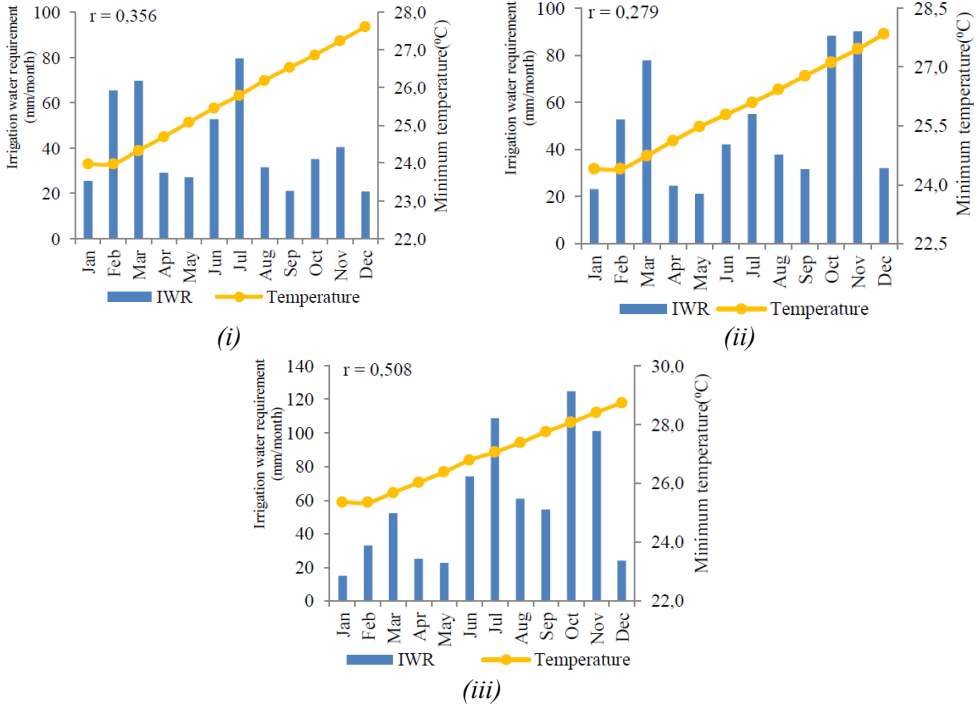 r = 0,356
Irrigation water requirement
(mm/month)
100
80
60
40
20
0
28,0
27,0
26,0
25,0
24,0
23,0
22,0
Minimum temperature(ºC)
Jan Feb Mar Apr May Jun Jul Aug Sep Oct Nov Dec
IWR Temperature
(i)
r = 0,279
Irrigation water requirement
(mm/month)
100
80
60
40
20
0
28,5
27,0
25,5
24,0
22,5
Minimum temperature(ºC)
Jan Feb Mar Apr May Jun Jul Aug Sep Oct Nov Dec
IWR Temperature
(ii)
r = 0,508
Irrigation water requirement
(mm/month)
140
120
100
80
60
40
20
0
30,0
28,0
26,0
24,0
22,0
Minimum temperature(ºC)
Jan Feb Mar Apr May Jun Jul Aug Sep Oct Nov Dec
IWR Temperature
(iii)